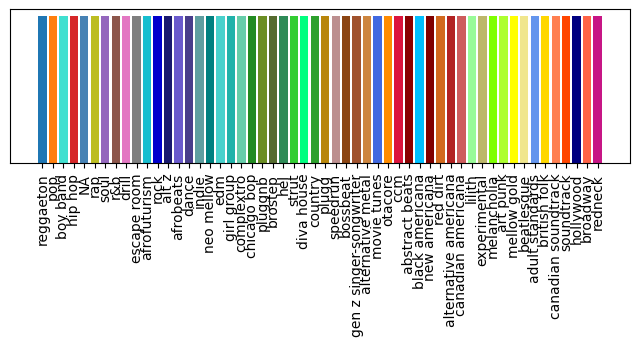 reggaeton
pop
boy band
hip hop
NA
rap
soul
r&b
drill
escape room
afrofuturism
rock
alt z
afrobeats
dance
indie
neo mellow
edm
girl group
complextro
chicago bop
pluggnb
brostep
hel
strut
diva house
country
plugg
speedrun
bossbeat
gen z singer-songwriter
alternative metal
movie tunes
otacore
ccm
abstract beats
black americana
new americana
red dirt
alternative americana
canadian americana
lilith
experimental
melancholia
art punk
mellow gold
beatlesque
adult standards
british folk
canadian soundtrack
soundtrack
hollywood
broadway
redneck